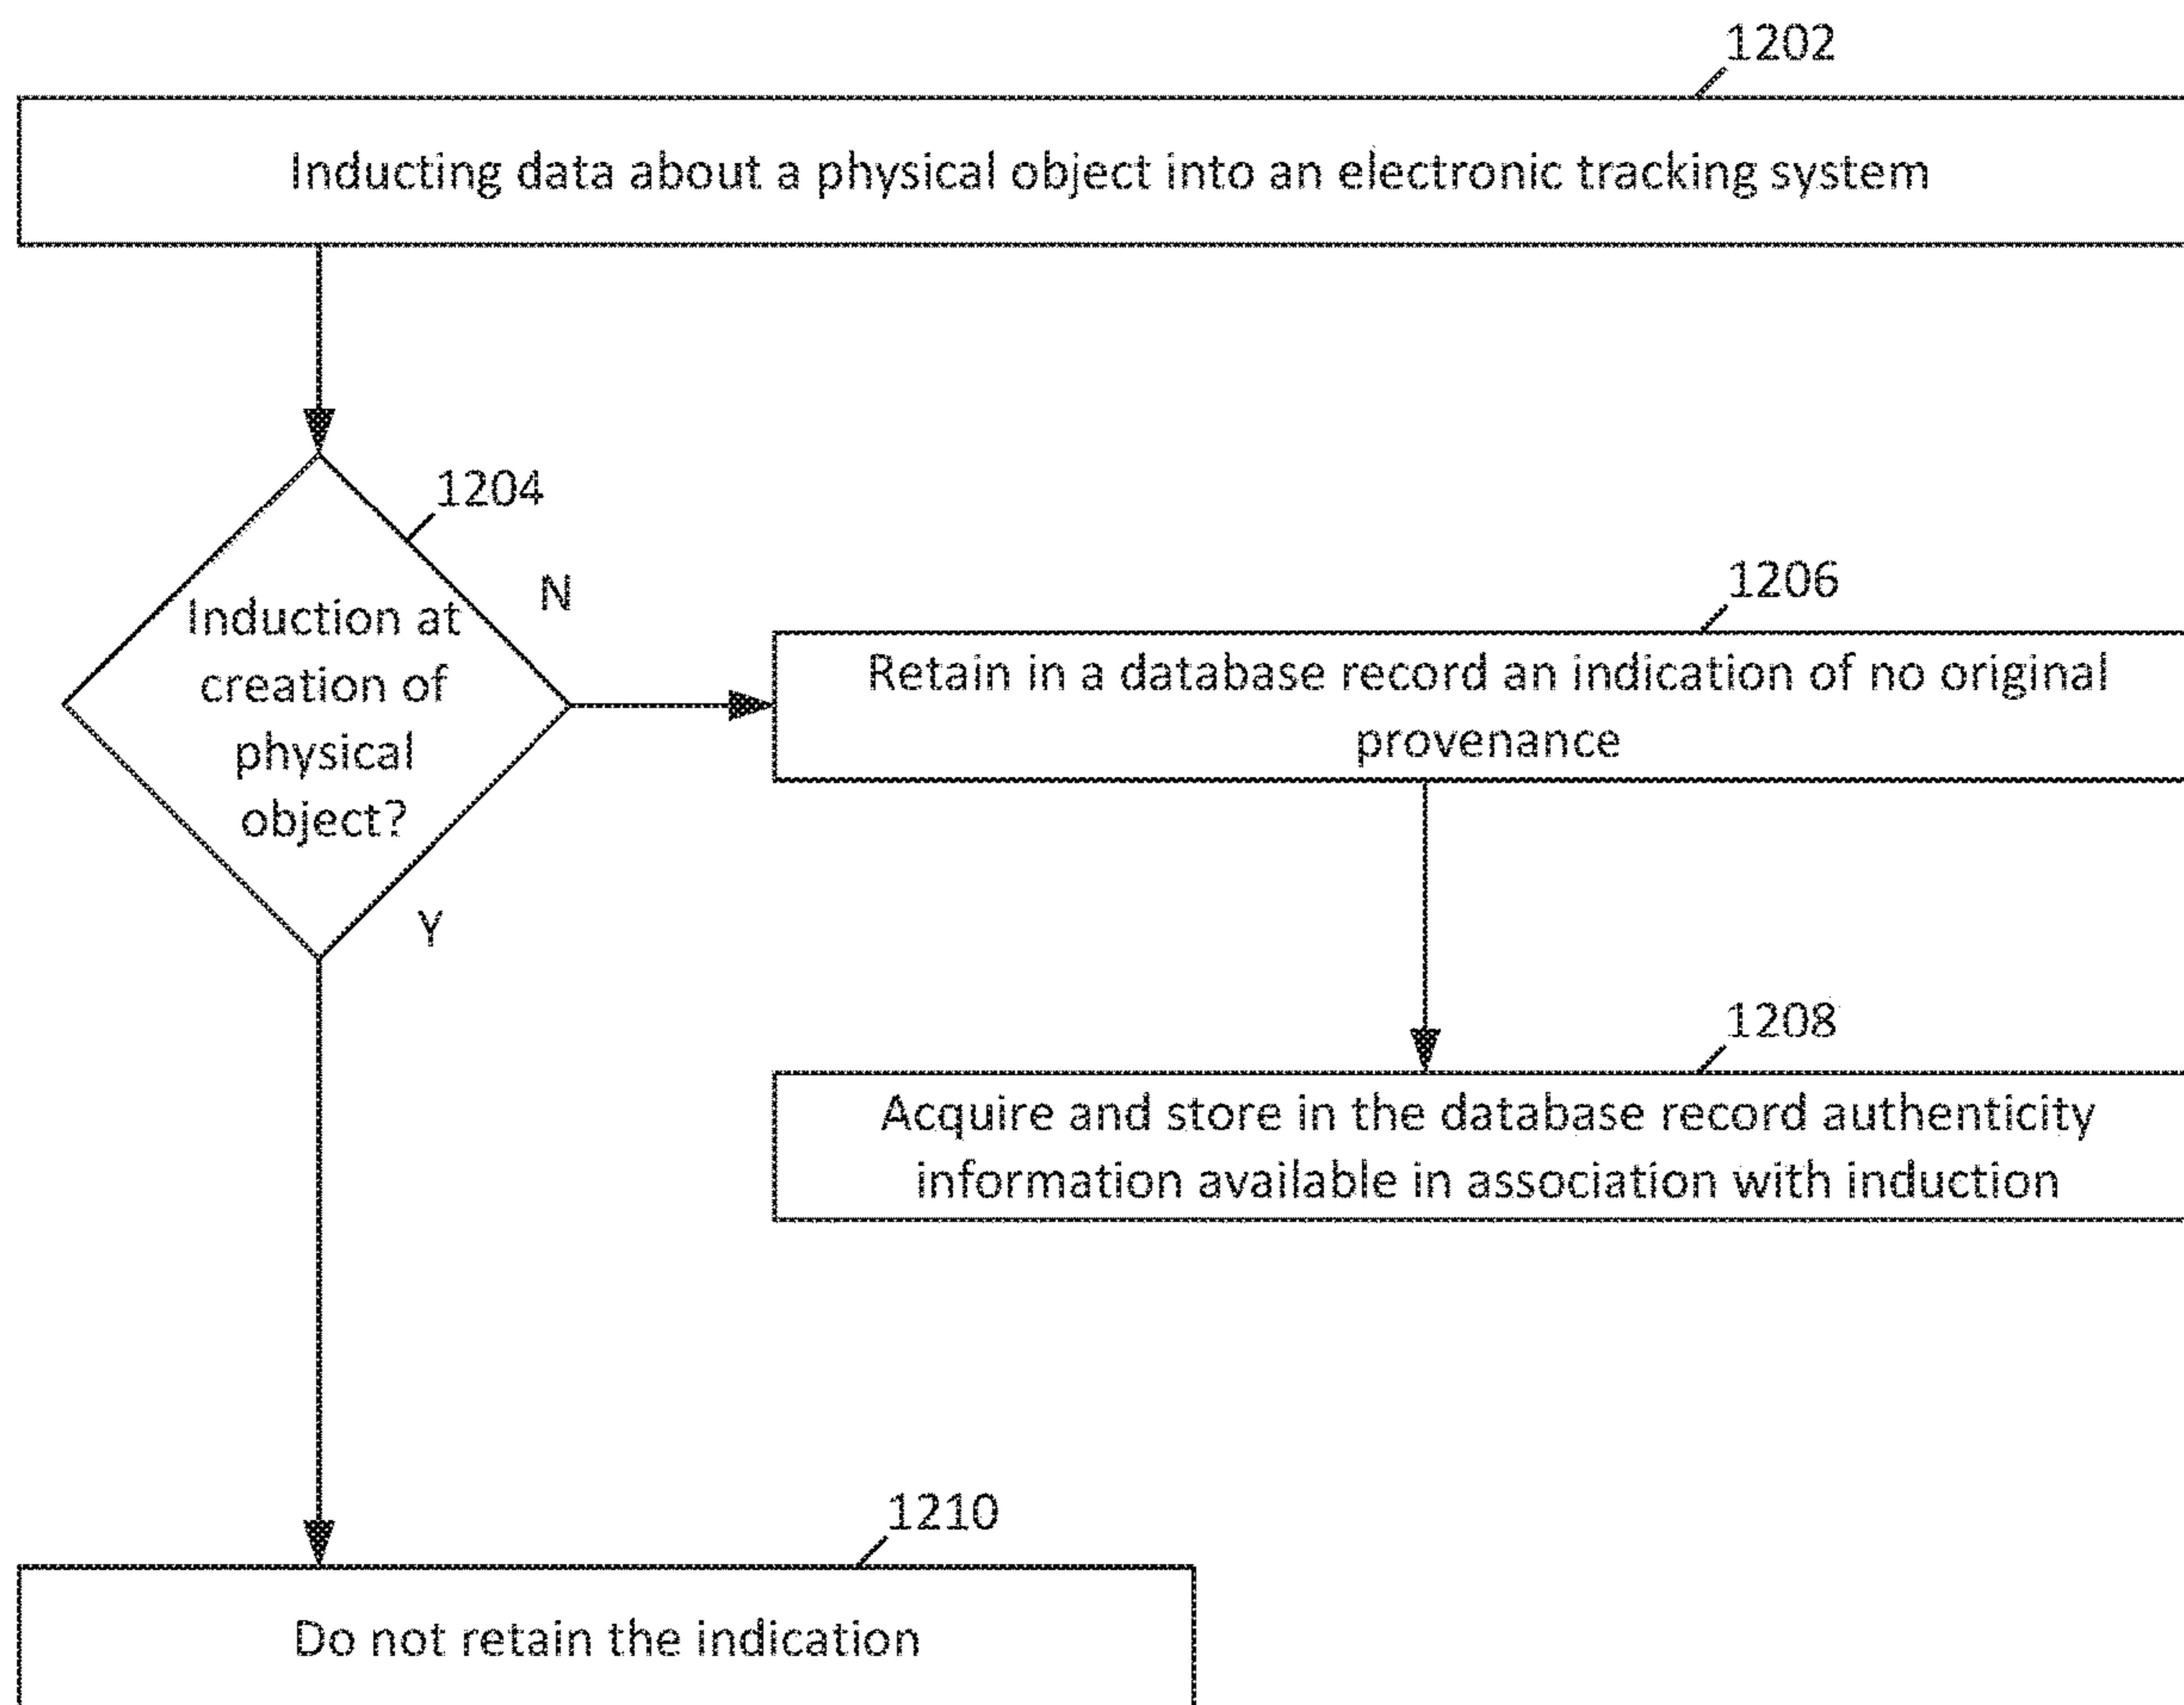 1202
Inducting data about a physical object into an electronic tracking system
1204
N
Induction at
creation of
physical
object?
Y
1206
Retain in a database record an indication of no original
provenance
1208
Acquire and store in the database record authenticity
information available in association with induction
1210
Do not retain the indication